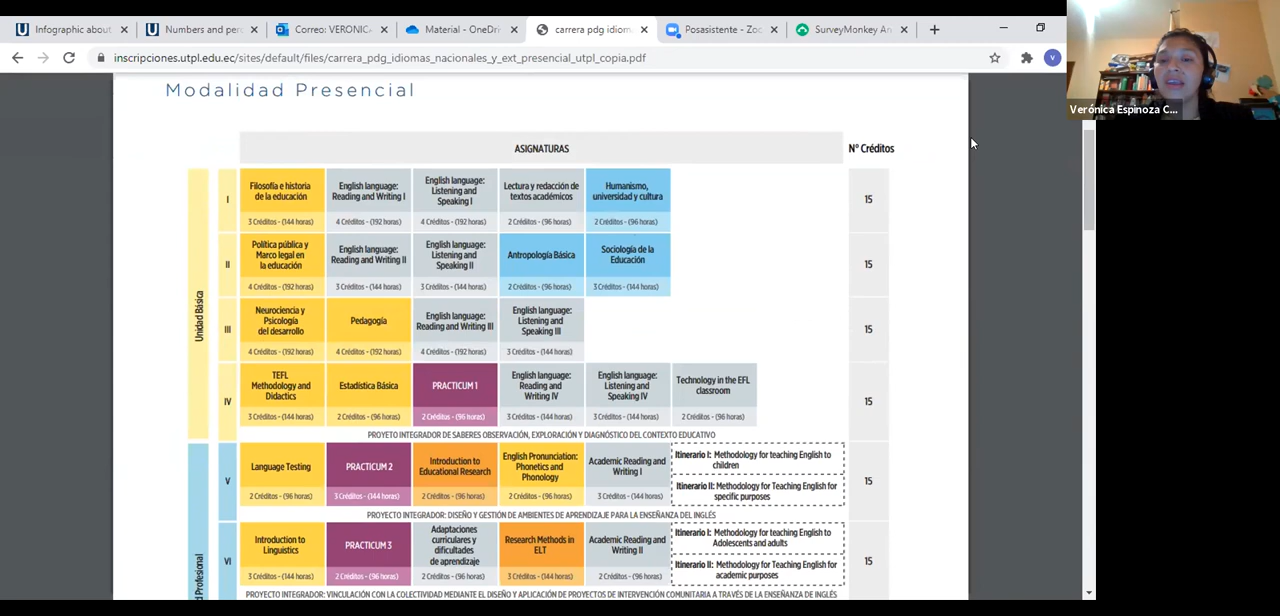 Infographic about
Numbers and per
Correo: VERONIC
Material - OneDri
carrera pdg idiom
Posasistente - Zoo
SurveyMonkey An
inscripciones.utpl.edu.ec/sites/default/files/carrera_pdg_idiomas_nacionales_y_ext_presencial_utpl_copia.pdf
V
Verónica Espinoza C...
Modalidad Presencial
ASIGNATURAS
N° Créditos
Unidad Básica
I
Filosofía e historia
de la educación
3 Créditos - (144 horas)
English language:
Reading and Writing I
4 Créditos - (192 horas)
English language:
Listening and
Speaking I
4 Créditos - (192 horas)
Lectura y redacción de
textos académicos
2 Créditos - (96 horas)
Humanismo,
universidad y cultura
2 Créditos - (96 horas)
15
II
Política pública y
Marco legal en
la educación
4 Créditos - (192 horas)
English language:
Reading and Writing II
3 Créditos - (144 horas)
English language:
Listening and
Speaking II
3 Créditos - (144 horas)
Antropología Básica
2 Créditos - (96 horas)
Sociología de la
Educación
3 Créditos - (144 horas)
15
III
Neurociencia y
Psicología
del desarrollo
4 Créditos - (192 horas)
Pedagogía
4 Créditos - (192 horas)
English language:
Reading and Writing III
4 Créditos - (192 horas)
English language:
Listening and
Speaking III
3 Créditos - (144 horas)
15
IV
TEFL
Methodology and
Didactics
3 Créditos - (144 horas)
Estadística Básica
2 Créditos - (96 horas)
PRACTICUM 1
2 Créditos - (96 horas)
English language:
Reading and
Writing IV
3 Créditos - (144 horas)
English language:
Listening and
Speaking IV
3 Créditos - (144 horas)
Technology in the EFL
classroom
2 Créditos - (96 horas)
15
PROYETO INTEGRADOR DE SABERES OBSERVACIÓN, EXPLORACIÓN Y DIAGNÓSTICO DEL CONTEXTO EDUCATIVO
V
Language Testing
2 Créditos - (96 horas)
PRACTICUM 2
3 Créditos - (144 horas)
Introduction to
Educational Research
2 Créditos - (96 horas)
English Pronunciation:
Phonetics and
Phonology
2 Créditos - (96 horas)
Academic Reading and
Writing I
3 Créditos - (144 horas)
Itinerario I: Methodology for teaching English to
children
Itinerario II: Methodology for Teaching English for
specific purposes
15
PROYECTO INTEGRADOR: DISEÑO Y GESTIÓN DE AMBIENTES DE APRENDIZAJE PARA LA ENSEÑANZA DEL INGLÉS
d Profesional
VI
Introduction to
Linguistics
3 Créditos - (144 horas)
PRACTICUM 3
2 Créditos - (96 horas)
Adaptaciones
curriculares y
dificultades
de aprendizaje
2 Créditos - (96 horas)
Research Methods in
ELT
3 Créditos - (144 horas)
Academic Reading and
Writing II
2 Créditos - (96 horas)
Itinerario I: Methodology for teaching English to
Adolescents and adults
Itinerario II: Methodology for Teaching English for
academic purposes
15
PROYECTO INTEGRADOR: VINCULACIÓN CON LA COLECTIVIDAD MEDIANTE EL DISEÑO Y APLICACIÓN DE PROYECTOS DE INTERVENCIÓN COMUNITARIA A TRAVÉS DE LA ENSEÑANZA DE INGLÉS